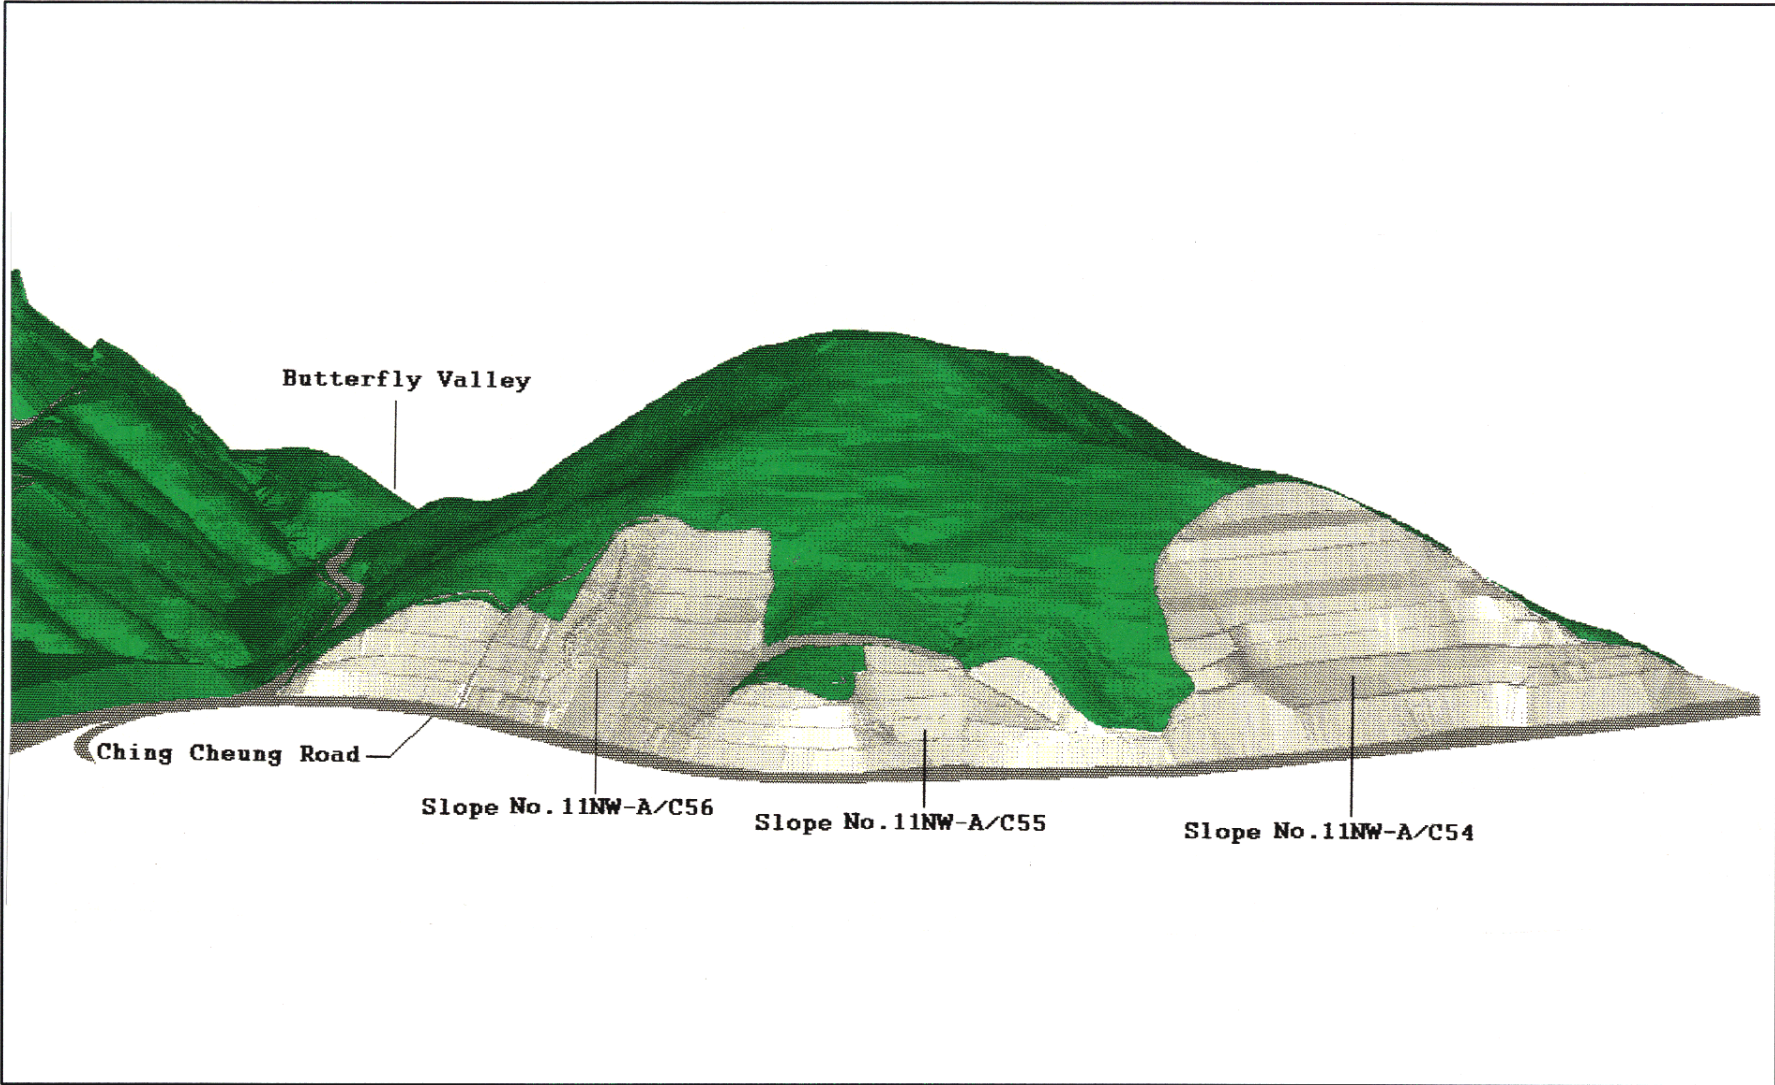 Butterfly Valley
Ching Cheung Road
Slope No.11NW-A/C56
Slope No.11NW-A/C55
Slope No.11NW-A/C54